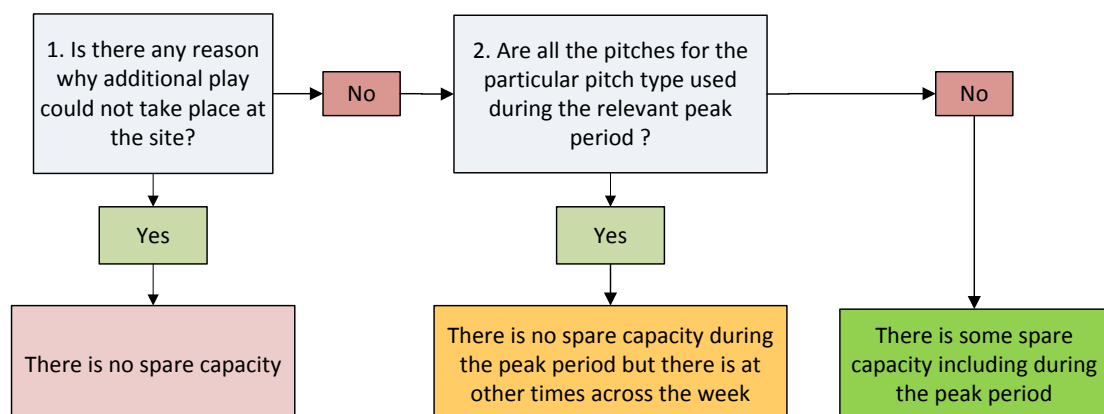 1. Is there any reason
why additional play
could not take place at
the site?
No
2. Are all the pitches for the
particular pitch type used
during the relevant peak
period ?
No
Yes
Yes
There is no spare capacity
There is no spare capacity during
the peak period but there is at
other times across the week
There is some spare
capacity including during
the peak period